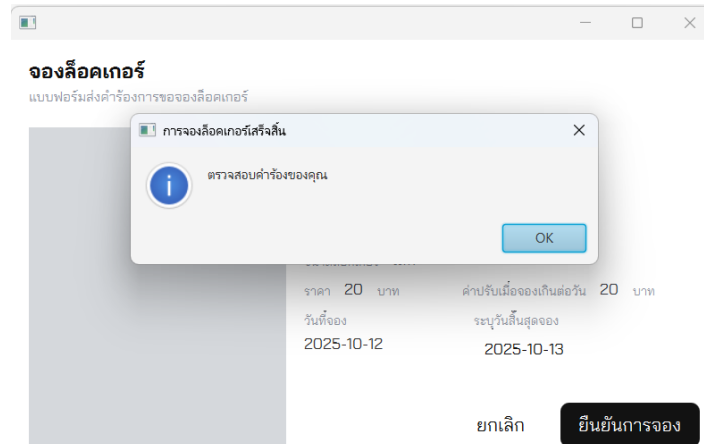 จองล็อคเกอร์
แบบฟอร์มส่งคำร้องการขอจองล็อคเกอร์
การจองล็อคเกอร์เสร็จสิ้น
ตรวจสอบคำร้องของคุณ
OK
ราคา 20 บาท ค่าปรับเมื่อจองเกินต่อวัน 20 บาท
วันที่จอง ระบุวันสิ้นสุดจอง
2025-10-12 2025-10-13
ยกเลิก ยืนยันการจอง